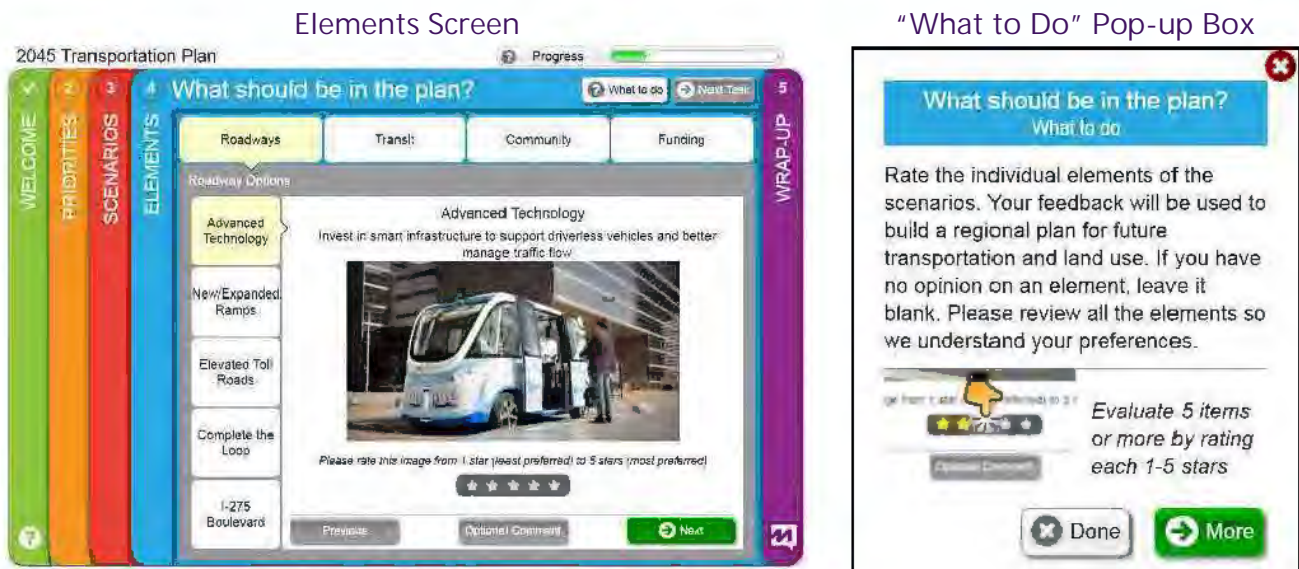 Elements Screen
2045 Transportation Plan
Progress
WELCOME
2
PRIORITIES
3
SCENARIOS
4
ELEMENTS
What should be in the plan?
What to do
Next Task
5
WRAP-UP
Roadways
Transit
Community
Funding
Roadway Options
Advanced
Technology
New/Expanded
Ramps
Elevated Toll
Roads
Complete the
Loop
I-275
Boulevard
Advanced Technology
Invest in smart infrastructure to support driverless vehicles and better
manage traffic flow
Please rate this image from 1 star (least preferred) to 5 stars (most preferred)
Previous
Optional Comment
Next
"What to Do" Pop-up Box
What should be in the plan?
What to do
Rate the individual elements of the
scenarios. Your feedback will be used to
build a regional plan for future
transportation and land use. If you have
no opinion on an element, leave it
blank. Please review all the elements so
we understand your preferences.
Optional Comment
Evaluate 5 items
or more by rating
each 1-5 stars
Done
More